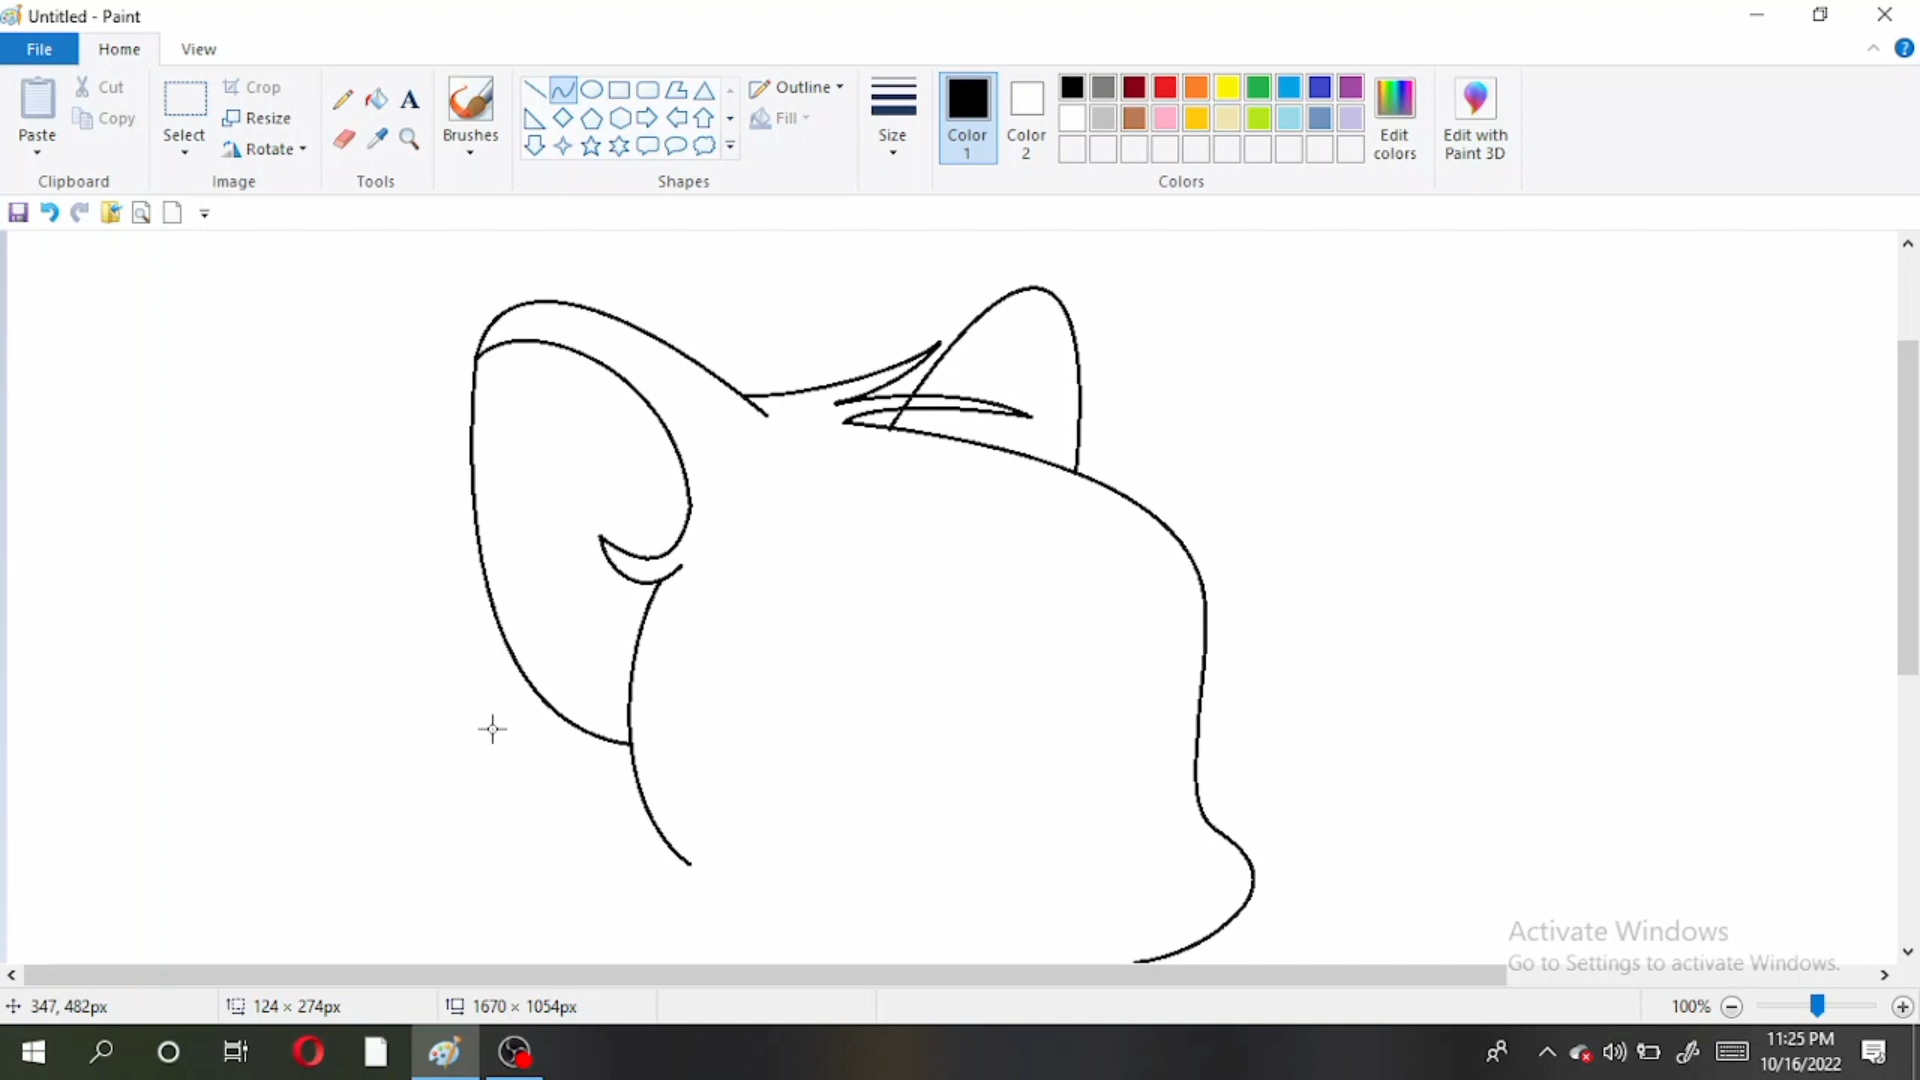 Untitled - Paint
File Home View
Paste
Cut
Copy
Clipboard
Select
Crop
Resize
Rotate
Image
A
Tools
Brushes
Shapes
Outline
Fill
Size
Color 1
Color 2
Colors
Edit colors
Edit with Paint 3D
Activate Windows
Go to Settings to activate Windows.
347, 482px 124 × 274px 1670 × 1054px 100%
11:25 PM
10/16/2022